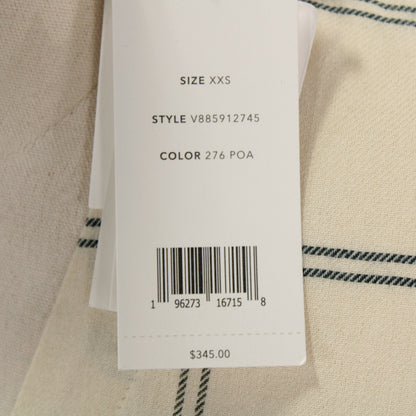 SIZE XXS
STYLE V885912745
COLOR 276 POA
1 96273 16715 8
$345.00